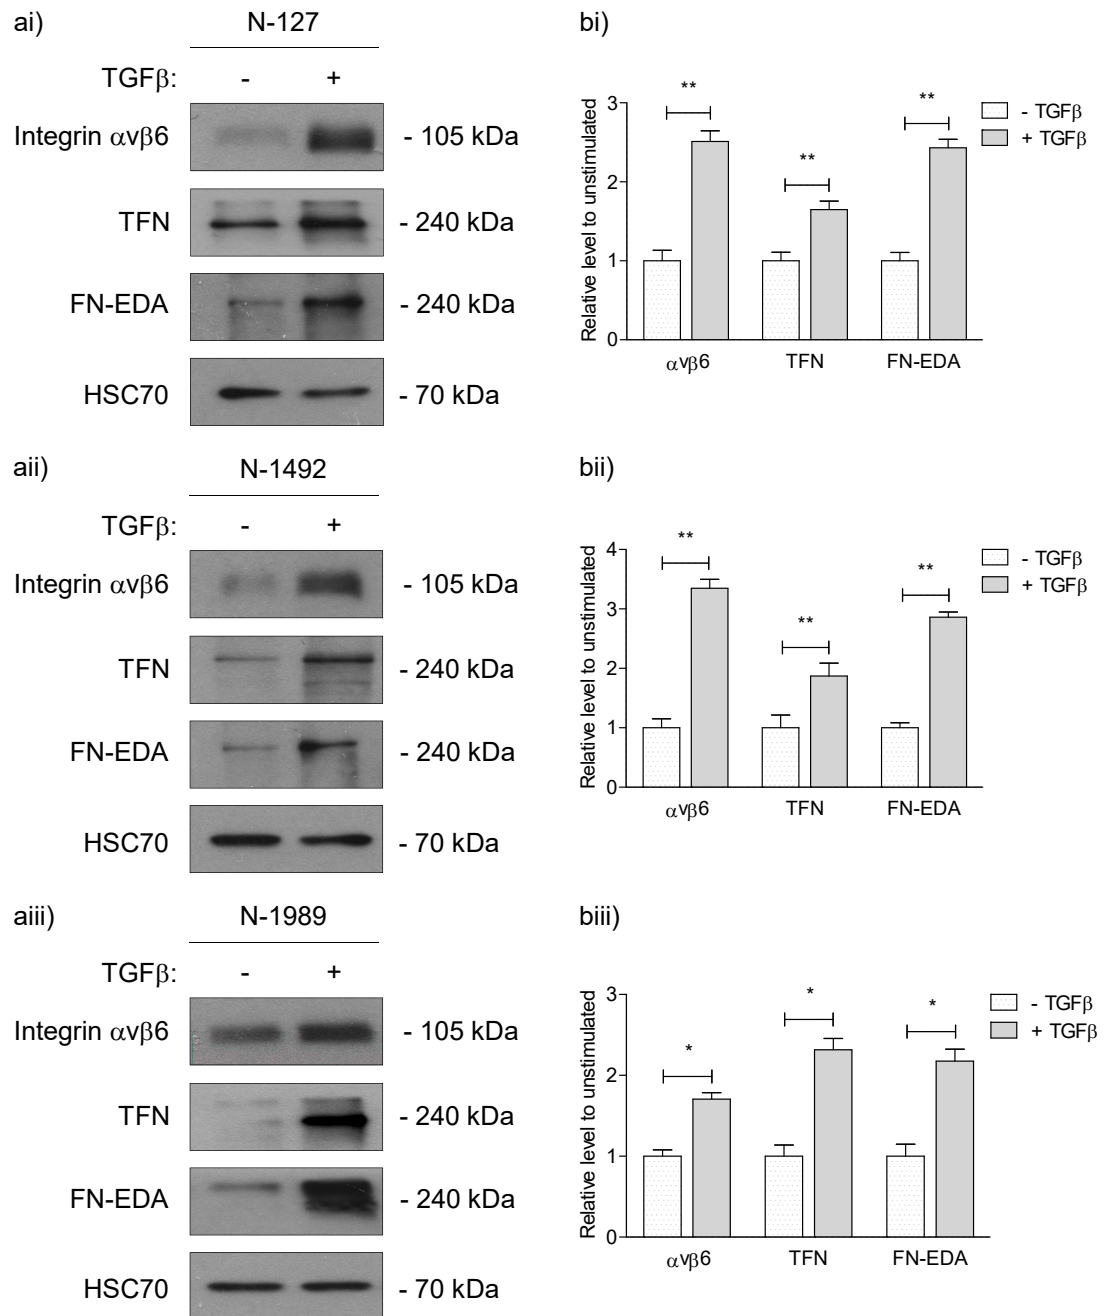 ai)
N-127
TGFβ: - +
Integrin αvβ6 - 105 kDa
TFN - 240 kDa
FN-EDA - 240 kDa
HSC70 - 70 kDa
bi)
** ** **
- TGFβ
+ TGFβ
Relative level to unstimulated
3
2
1
0
αvβ6 TFN FN-EDA
aii)
N-1492
TGFβ: - +
Integrin αvβ6 - 105 kDa
TFN - 240 kDa
FN-EDA - 240 kDa
HSC70 - 70 kDa
bii)
** ** **
- TGFβ
+ TGFβ
Relative level to unstimulated
4
3
2
1
0
αvβ6 TFN FN-EDA
aiii)
N-1989
TGFβ: - +
Integrin αvβ6 - 105 kDa
TFN - 240 kDa
FN-EDA - 240 kDa
HSC70 - 70 kDa
biii)
* * *
- TGFβ
+ TGFβ
Relative level to unstimulated
3
2
1
0
αvβ6 TFN FN-EDA